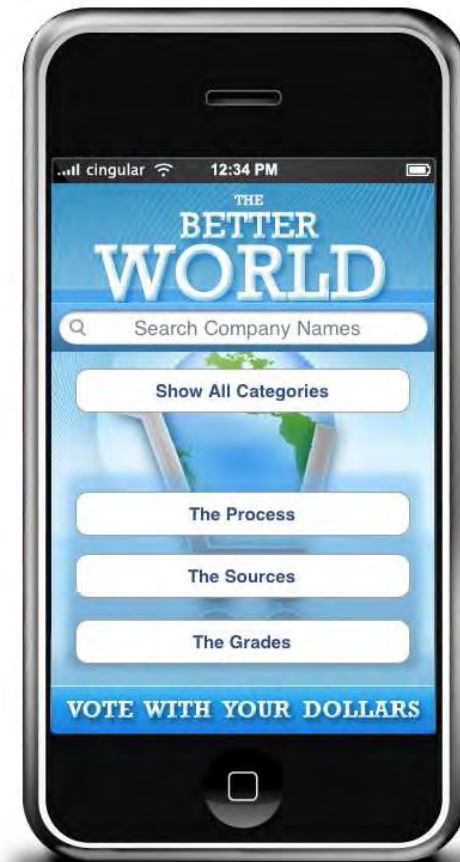 cingular 12:34 PM
THE
BETTER
WORLD
Search Company Names
Show All Categories
The Process
The Sources
The Grades
VOTE WITH YOUR DOLLARS